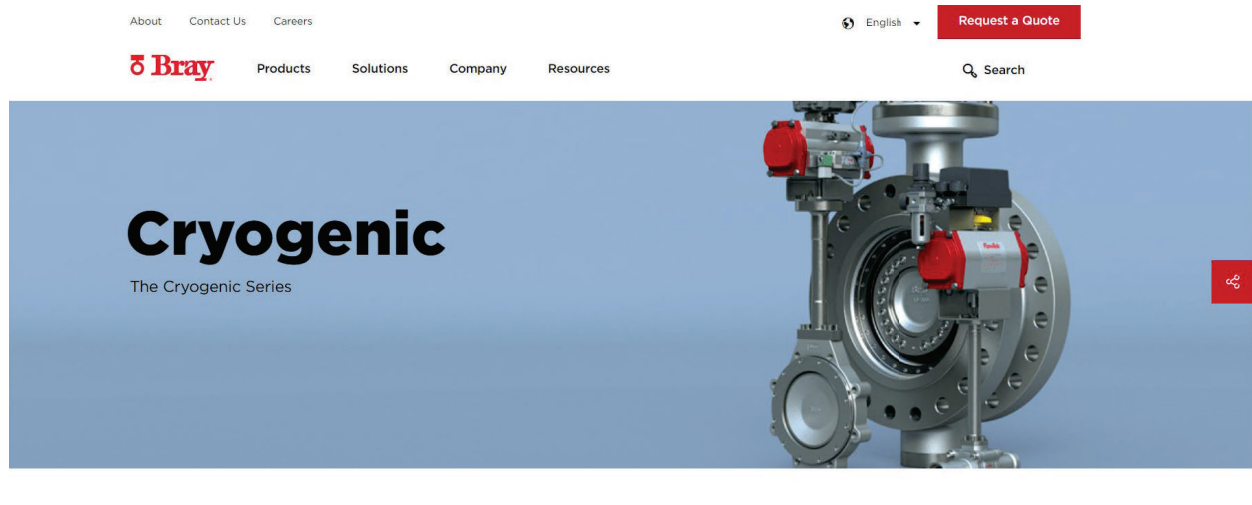 About Contact Us Careers English Request a Quote
Bray Products Solutions Company Resources Search
Cryogenic
The Cryogenic Series